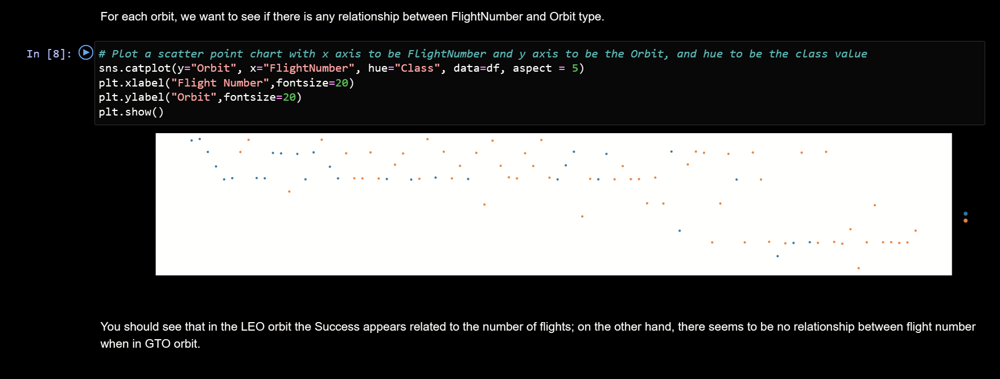 For each orbit, we want to see if there is any relationship between FlightNumber and Orbit type.
In [8]:
# Plot a scatter point chart with x axis to be FlightNumber and y axis to be the Orbit, and hue to be the class value
sns.catplot(y="Orbit", x="FlightNumber", hue="Class", data=df, aspect = 5)
plt.xlabel("Flight Number",fontsize=20)
plt.ylabel("Orbit",fontsize=20)
plt.show()
You should see that in the LEO orbit the Success appears related to the number of flights; on the other hand, there seems to be no relationship between flight number
when in GTO orbit.